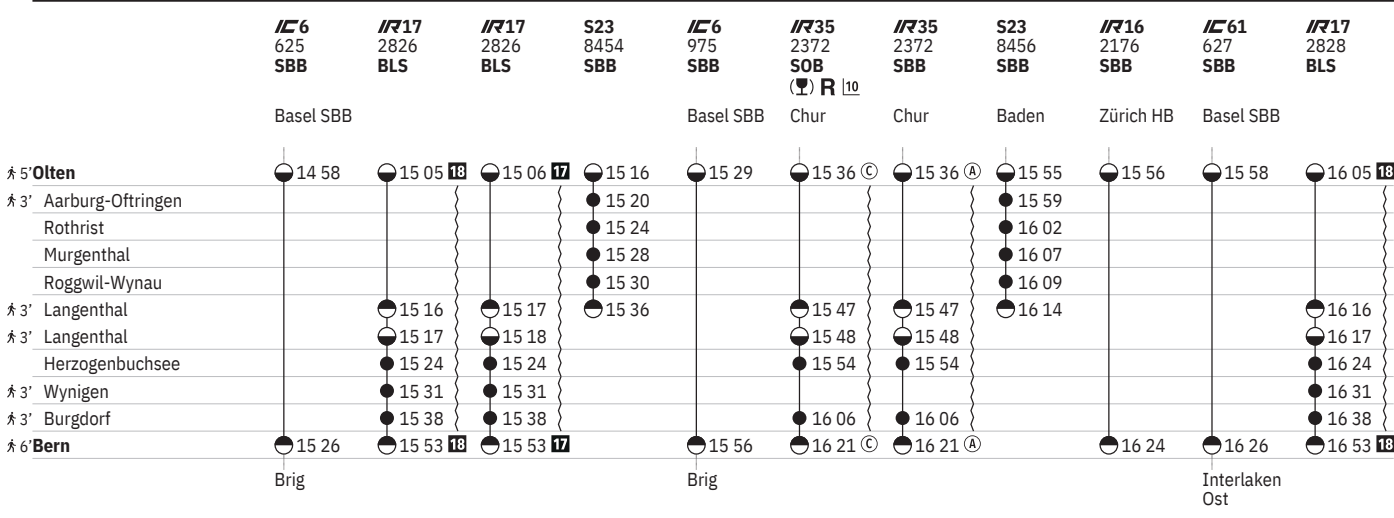 IC6 IR17 IR17 S23 IC6 IR35 IR35 S23 IR16 IC61 IR17
625 2826 2826 8454 975 2372 2372 8456 2176 627 2828
SBB BLS BLS SBB SBB SOB SBB SBB SBB SBB BLS
R 10
Basel SBB Basel SBB Chur Chur Baden Zürich HB Basel SBB
5’ Olten 14 58 15 05 18 15 06 17 15 16 15 29 15 36 C 15 36 A 15 55 15 56 15 58 16 05 18
3’ Aarburg-Oftringen 15 20 15 59
Rothrist 15 24 16 02
Murgenthal 15 28 16 07
Roggwil-Wynau 15 30 16 09
3’ Langenthal 15 16 15 17 15 36 15 47 15 47 16 14 16 16
3’ Langenthal 15 17 15 18 15 48 15 48 16 17
Herzogenbuchsee 15 24 15 24 15 54 15 54 16 24
3’ Wynigen 15 31 15 31 16 31
3’ Burgdorf 15 38 15 38 16 06 16 06 16 38
6’ Bern 15 26 15 53 18 15 53 17 15 56 16 21 C 16 21 A 16 24 16 26 16 53 18
Brig Brig Interlaken
Ost